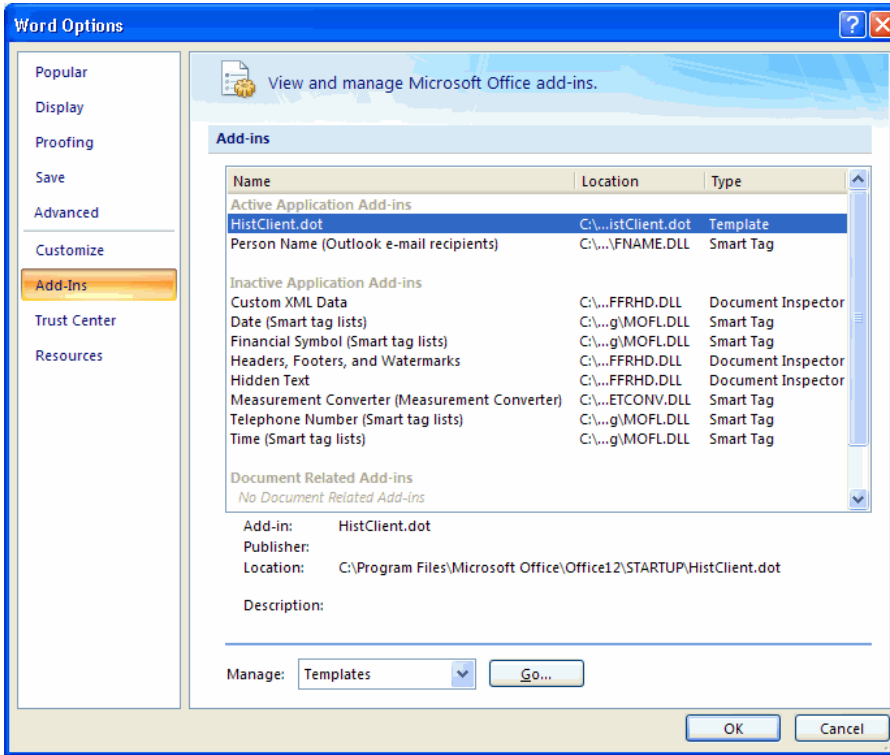 Word Options
?
Popular
Display
Proofing
Save
Advanced
Customize
Add-Ins
Trust Center
Resources
View and manage Microsoft Office add-ins.
Add-ins
Name Location Type
Active Application Add-ins
HistClient.dot C:\...istClient.dot Template
Person Name (Outlook e-mail recipients) C:\...\FNAME.DLL Smart Tag
Inactive Application Add-ins
Custom XML Data C:\...FFRHD.DLL Document Inspector
Date (Smart tag lists) C:\...g\MOFL.DLL Smart Tag
Financial Symbol (Smart tag lists) C:\...g\MOFL.DLL Smart Tag
Headers, Footers, and Watermarks C:\...FFRHD.DLL Document Inspector
Hidden Text C:\...FFRHD.DLL Document Inspector
Measurement Converter (Measurement Converter) C:\...ETCONV.DLL Smart Tag
Telephone Number (Smart tag lists) C:\...g\MOFL.DLL Smart Tag
Time (Smart tag lists) C:\...g\MOFL.DLL Smart Tag
Document Related Add-ins
No Document Related Add-ins
Add-in: HistClient.dot
Publisher:
Location: C:\Program Files\Microsoft Office\Office12\STARTUP\HistClient.dot
Description:
Manage: Templates Go...
OK Cancel